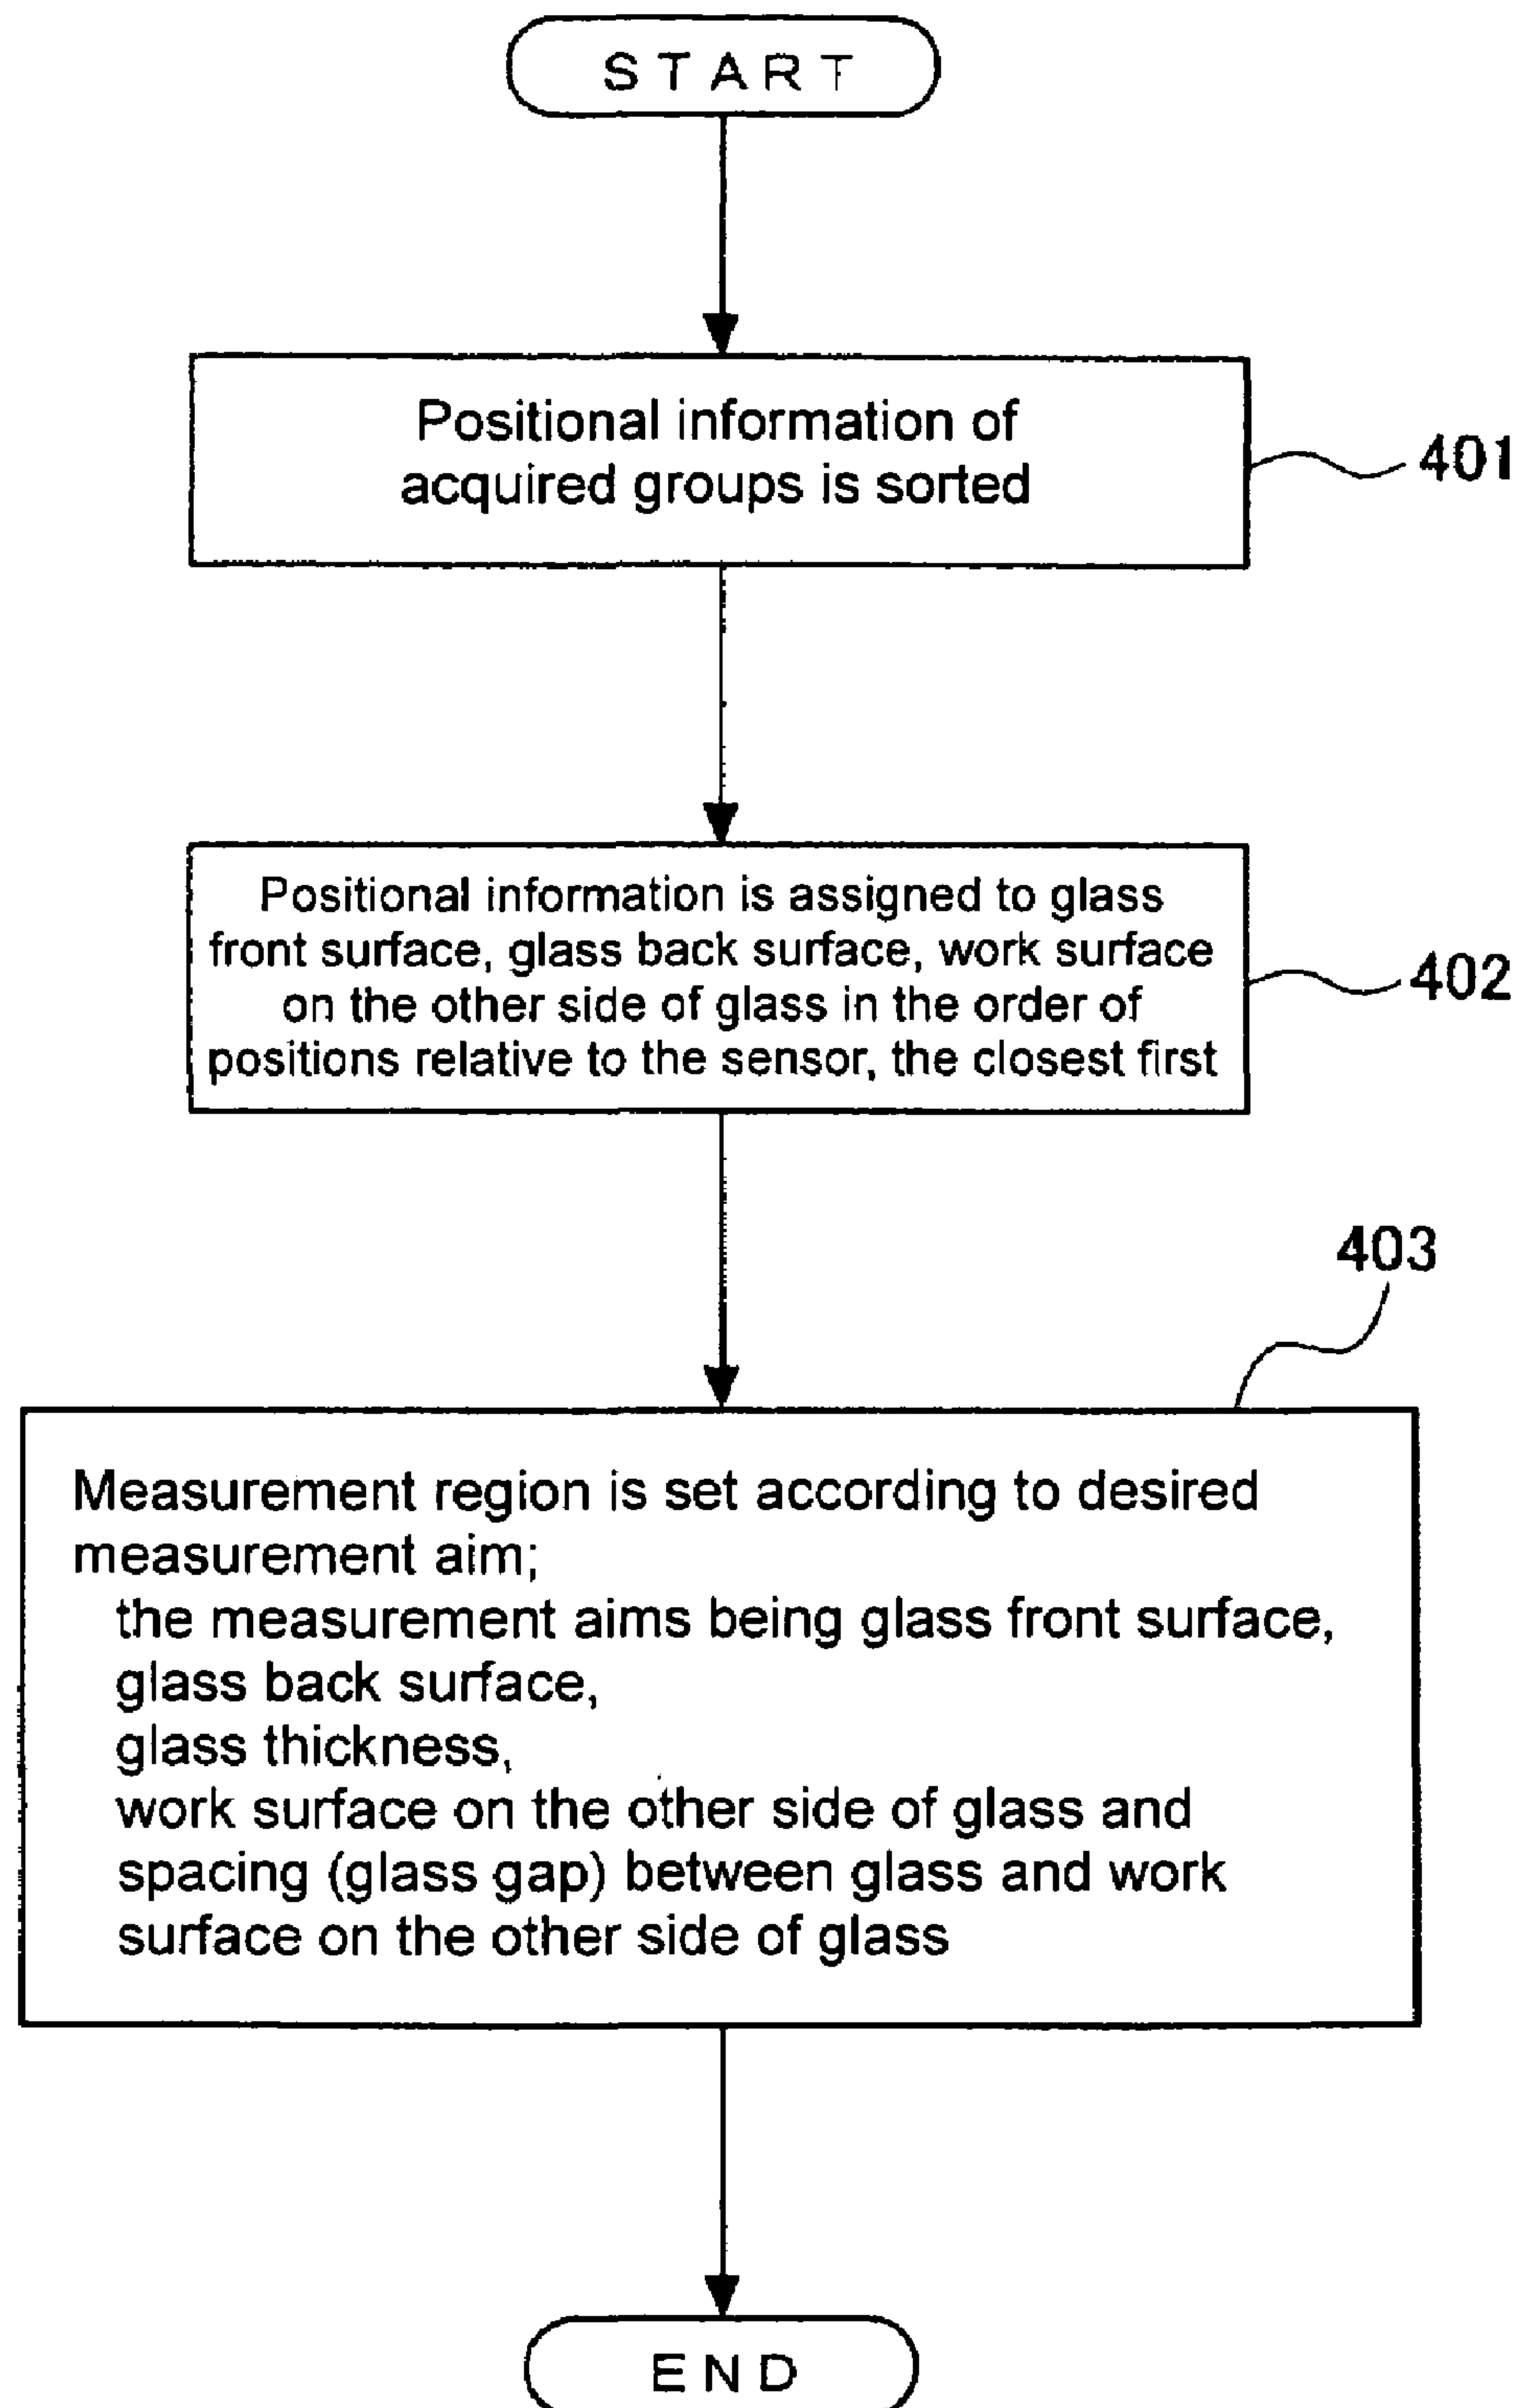 START
Positional information of
acquired groups is sorted
401
Positional information is assigned to glass
front surface, glass back surface, work surface
on the other side of glass in the order of
positions relative to the sensor, the closest first
402
403
Measurement region is set according to desired
measurement aim;
the measurement aims being glass front surface,
glass back surface,
glass thickness,
work surface on the other side of glass and
spacing (glass gap) between glass and work
surface on the other side of glass
END